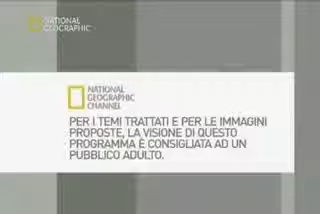 NATIONAL
GEOGRAPHIC
NATIONAL
GEOGRAPHIC
CHANNEL
PER I TEMI TRATTATI E PER LE IMMAGINI
PROPOSTE, LA VISIONE DI QUESTO
PROGRAMMA È CONSIGLIATA AD UN
PUBBLICO ADULTO.